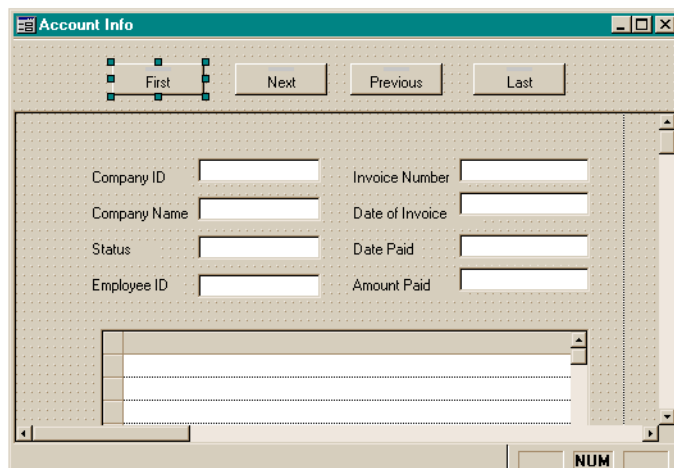 Account Info
First Next Previous Last
Company ID Invoice Number
Company Name Date of Invoice
Status Date Paid
Employee ID Amount Paid
NUM